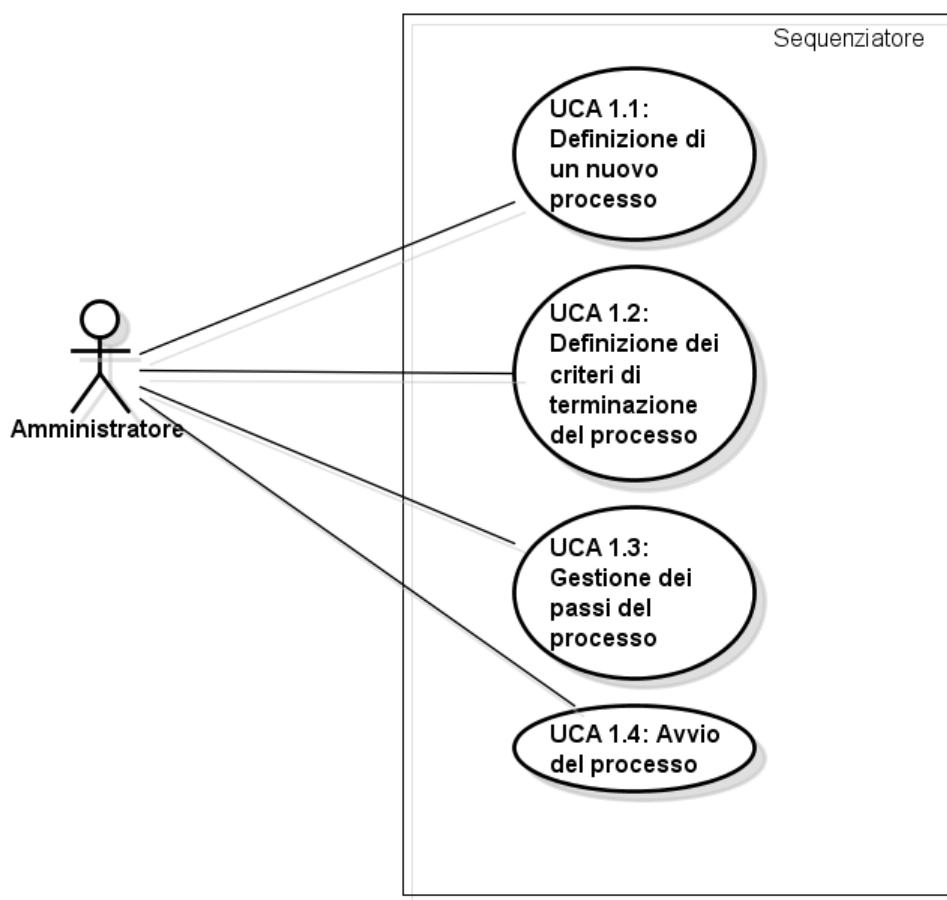 Sequenziatore
UCA 1.1:
Definizione di
un nuovo
processo
UCA 1.2:
Definizione dei
criteri di
terminazione
del processo
Amministratore
UCA 1.3:
Gestione dei
passi del
processo
UCA 1.4: Avvio
del processo